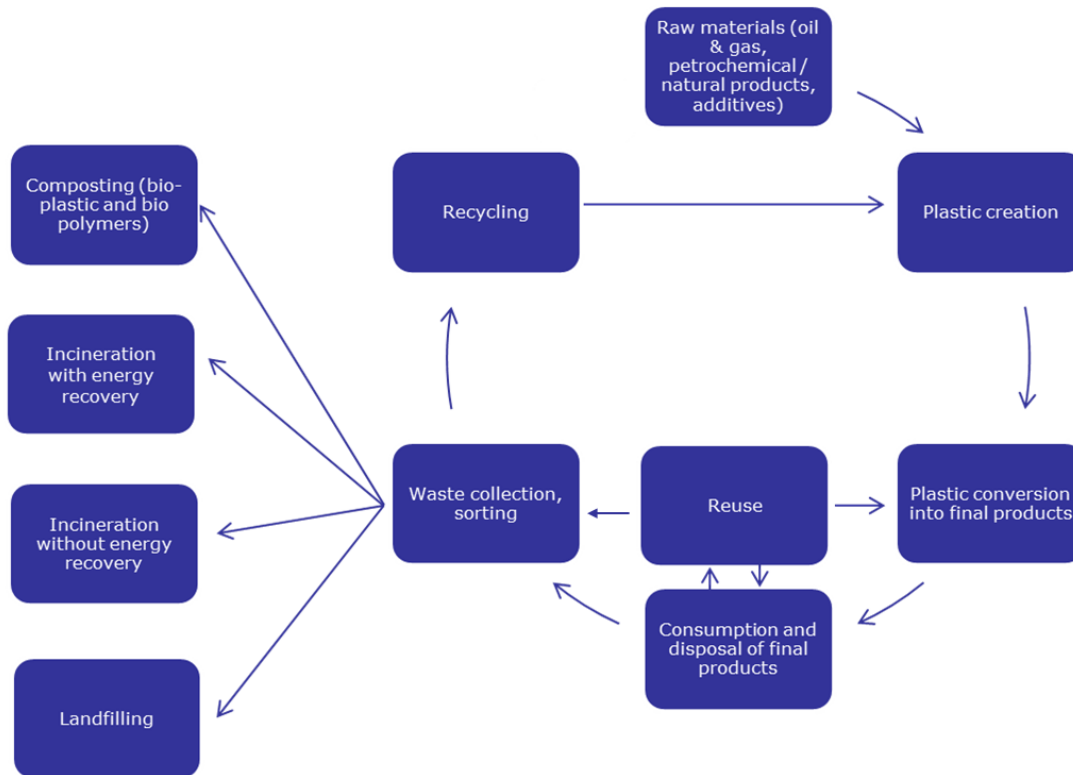 Raw materials (oil
& gas,
petrochemical /
natural products,
additives)
Composting (bio-
plastic and bio
polymers)
Recycling
Plastic creation
Incineration
with energy
recovery
Waste collection,
sorting
Reuse
Plastic conversion
into final products
Incineration
without energy
recovery
Consumption and
disposal of final
products
Landfilling